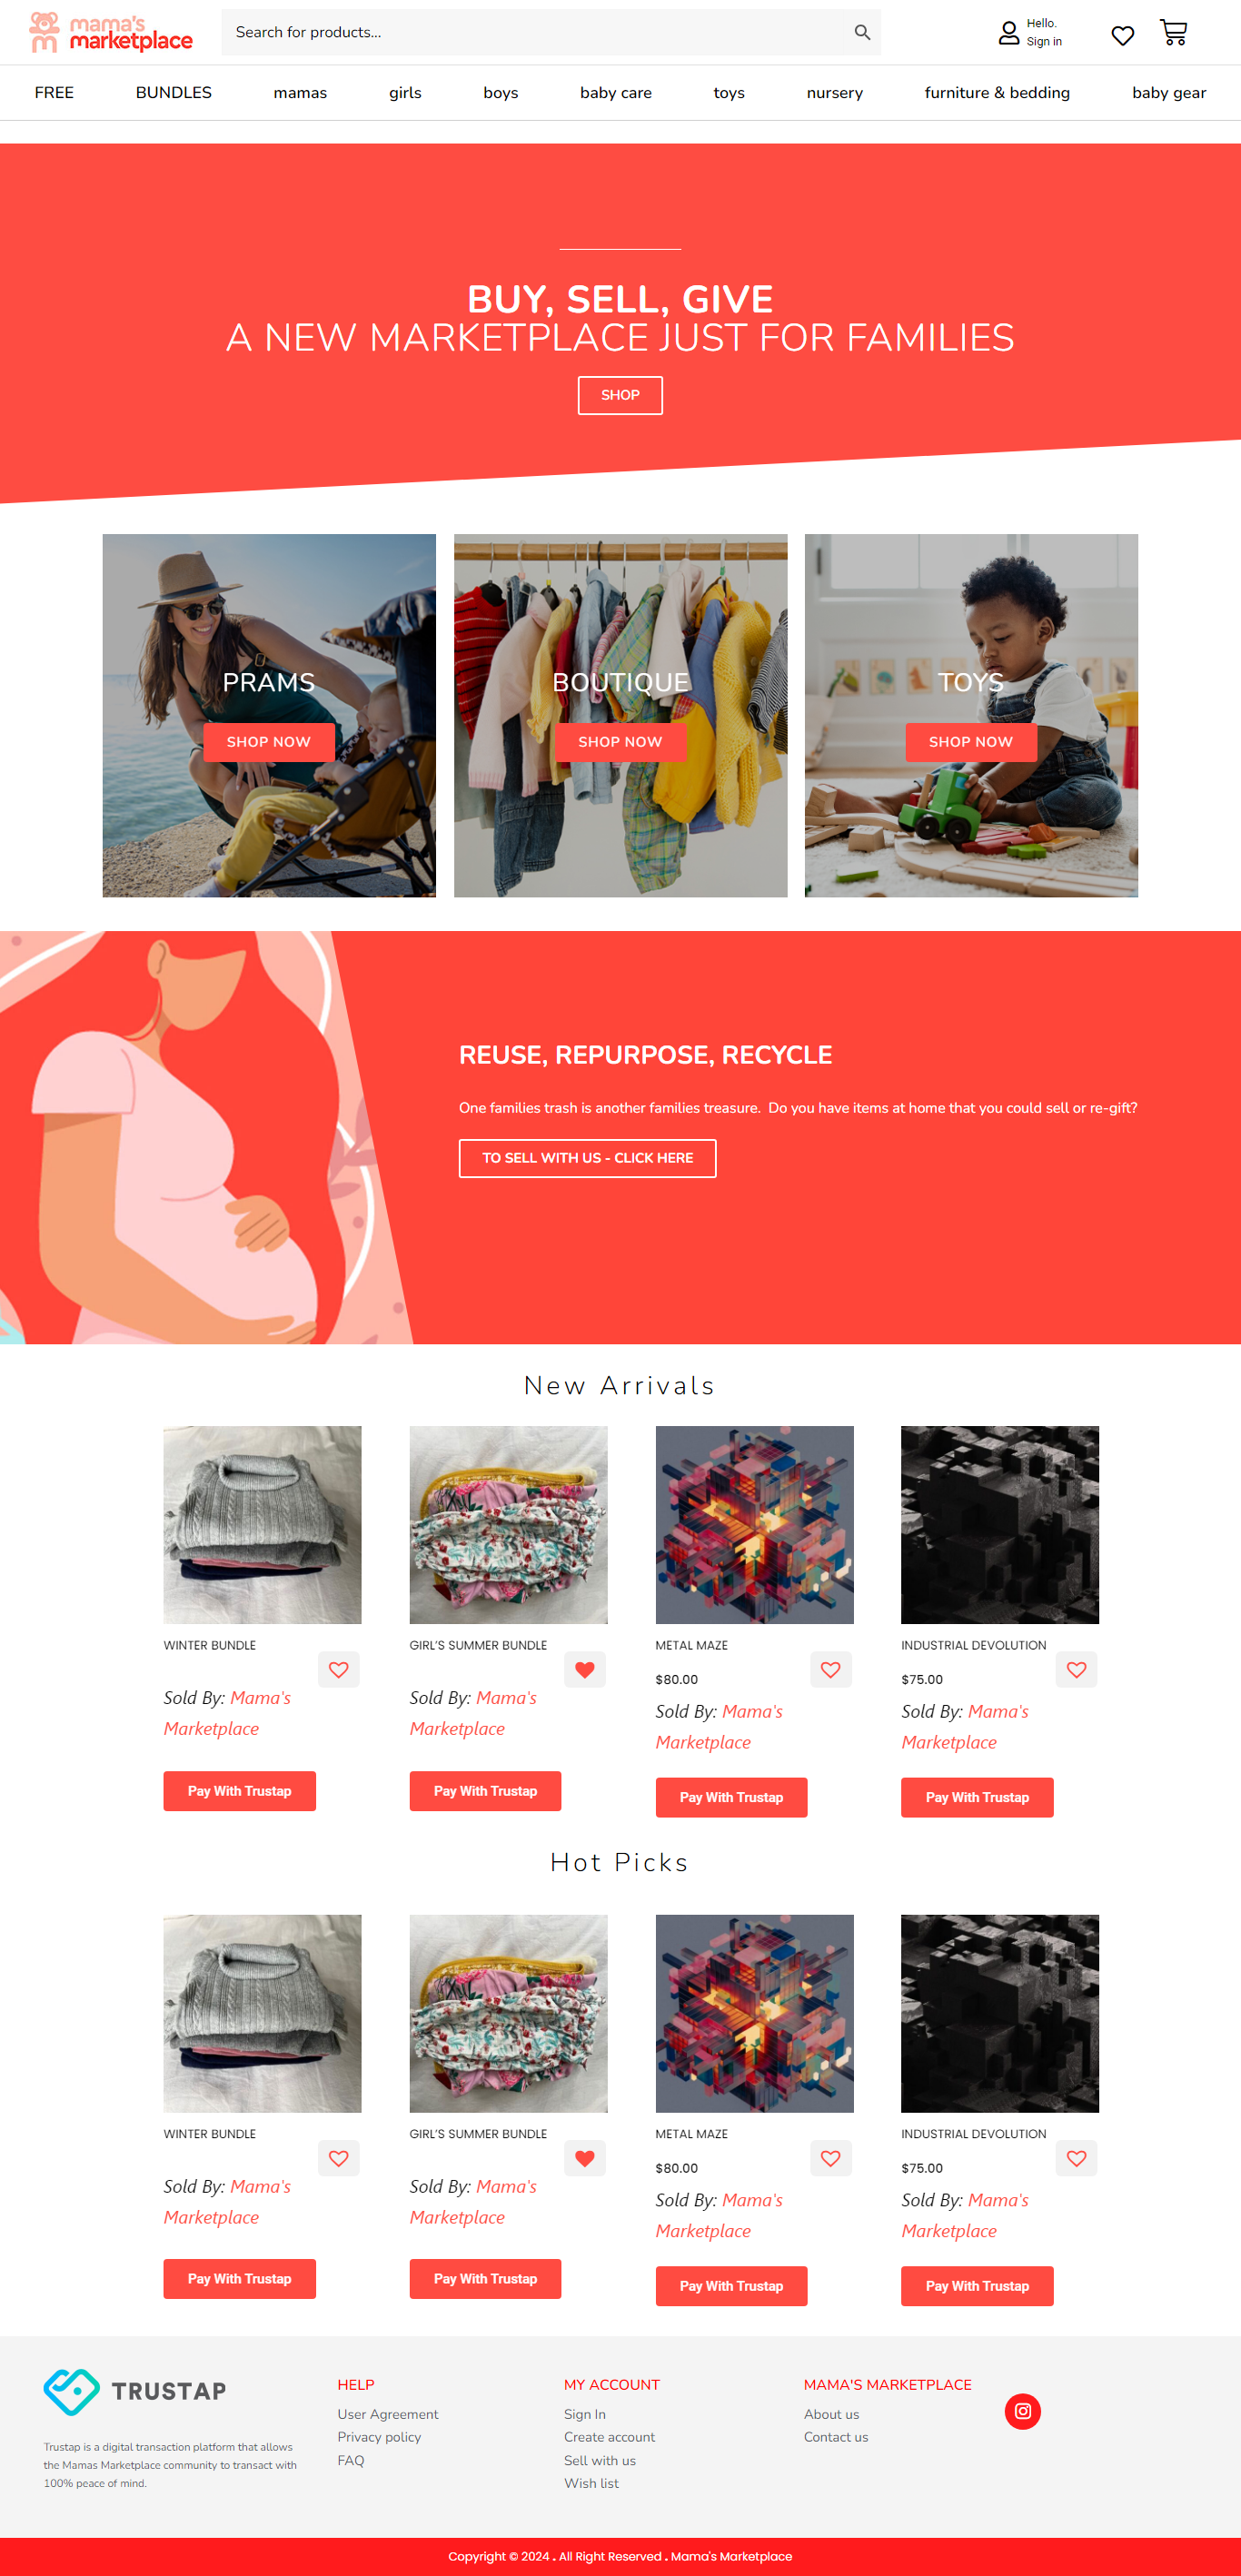 mama's
marketplace
Search for products...
Hello.
Sign in
FREE BUNDLES mamas girls boys baby care toys nursery furniture & bedding baby gear
BUY, SELL, GIVE
A NEW MARKETPLACE JUST FOR FAMILIES
SHOP
PRAMS BOUTIQUE TOYS
SHOP NOW SHOP NOW SHOP NOW
REUSE, REPURPOSE, RECYCLE
One families trash is another families treasure.  Do you have items at home that you could sell or re-gift?
TO SELL WITH US - CLICK HERE
New Arrivals
WINTER BUNDLE
Sold By: Mama's
Marketplace
Pay With Trustap
GIRL'S SUMMER BUNDLE
Sold By: Mama's
Marketplace
Pay With Trustap
METAL MAZE
$80.00
Sold By: Mama's
Marketplace
Pay With Trustap
INDUSTRIAL DEVOLUTION
$75.00
Sold By: Mama's
Marketplace
Pay With Trustap
Hot Picks
WINTER BUNDLE
Sold By: Mama's
Marketplace
Pay With Trustap
GIRL'S SUMMER BUNDLE
Sold By: Mama's
Marketplace
Pay With Trustap
METAL MAZE
$80.00
Sold By: Mama's
Marketplace
Pay With Trustap
INDUSTRIAL DEVOLUTION
$75.00
Sold By: Mama's
Marketplace
Pay With Trustap
TRUSTAP
Trustap is a digital transaction platform that allows
the Mamas Marketplace community to transact with
100% peace of mind.
HELP
User Agreement
Privacy policy
FAQ
MY ACCOUNT
Sign In
Create account
Sell with us
Wish list
MAMA'S MARKETPLACE
About us
Contact us
Copyright © 2024 . All Right Reserved . Mama's Marketplace